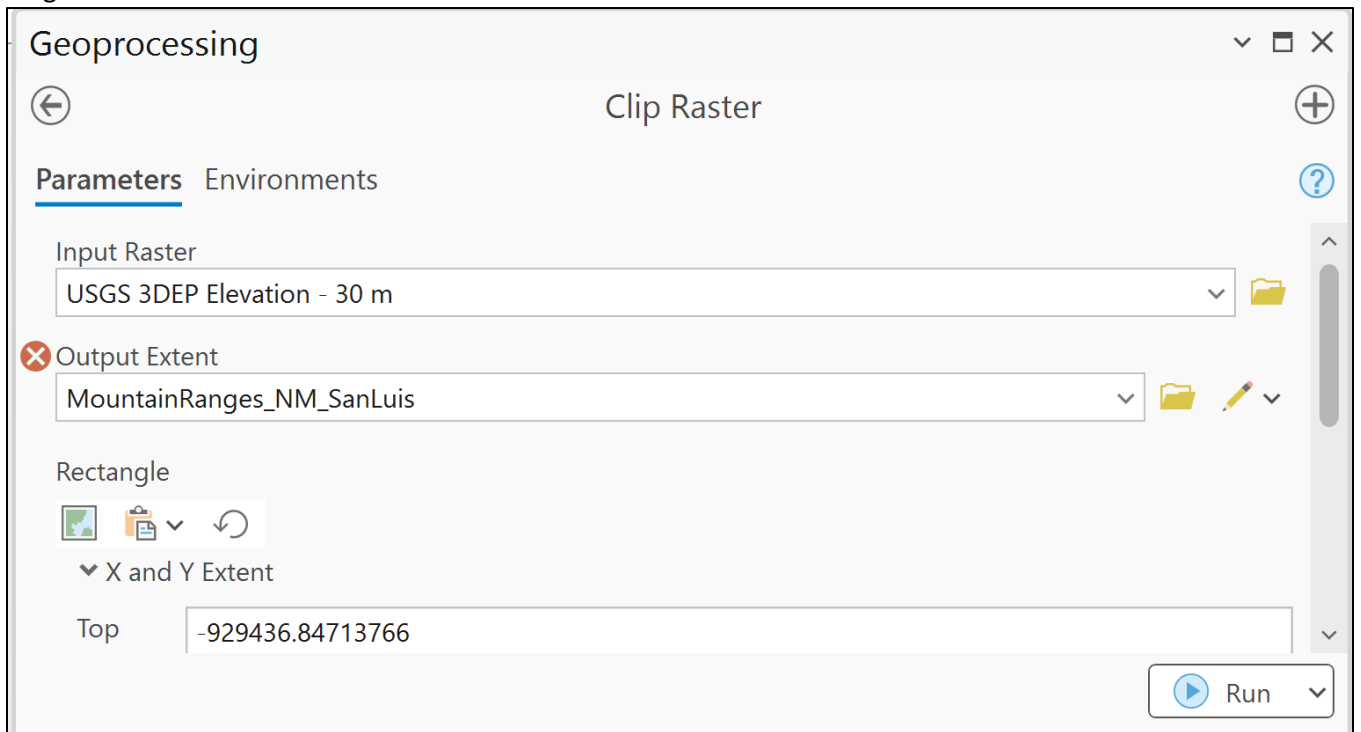 Geoprocessing
Clip Raster
Parameters Environments
Input Raster
USGS 3DEP Elevation - 30 m
Output Extent
MountainRanges_NM_SanLuis
Rectangle
X and Y Extent
Top -929436.84713766
Run